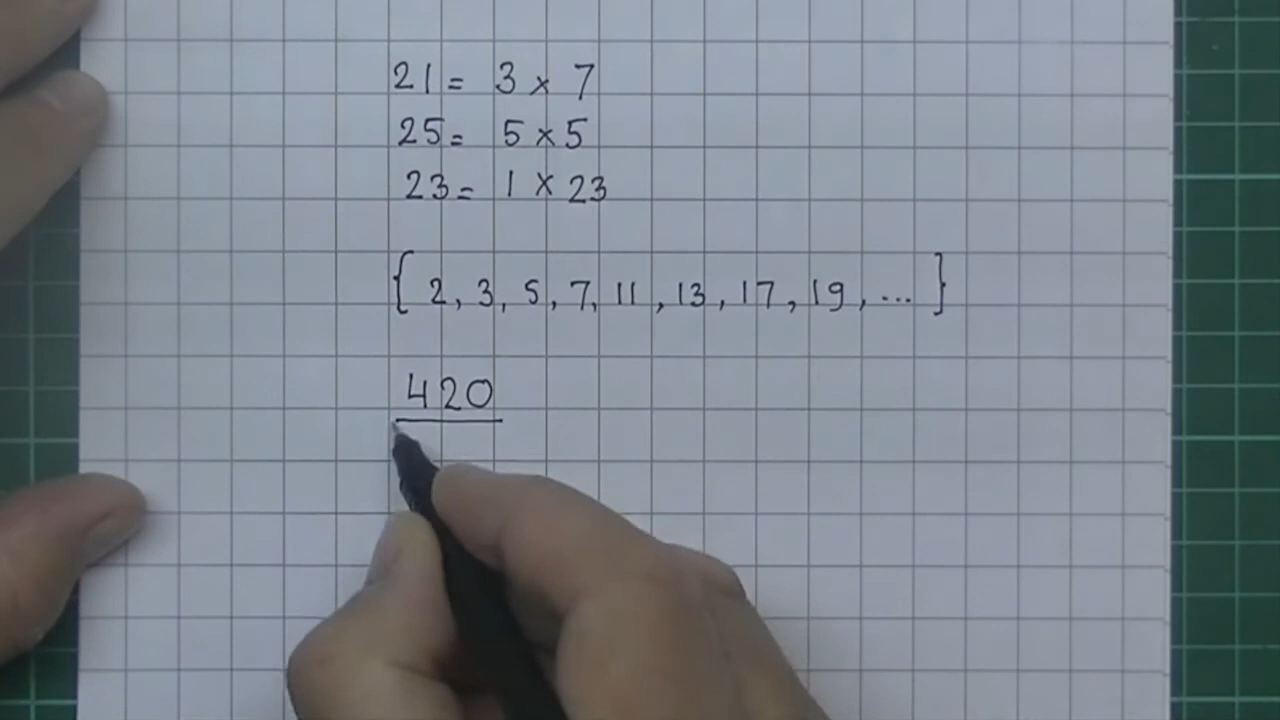 21 = 3 × 7
25 = 5 × 5
23 = 1 × 23
{ 2, 3, 5, 7, 11, 13, 17, 19, ... }
420